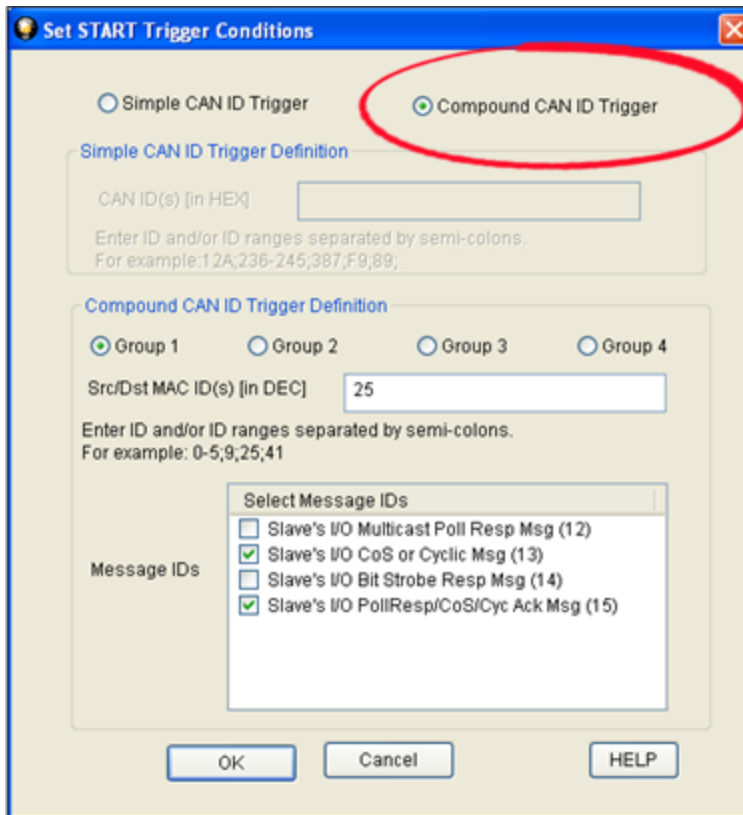 Set START Trigger Conditions
Simple CAN ID Trigger
Compound CAN ID Trigger
Simple CAN ID Trigger Definition
CAN ID(s) [in HEX]
Enter ID and/or ID ranges separated by semi-colons.
For example:12A;236-245;387;F9;89;
Compound CAN ID Trigger Definition
Group 1
Group 2
Group 3
Group 4
Src/Dst MAC ID(s) [in DEC]
25
Enter ID and/or ID ranges separated by semi-colons.
For example: 0-5;9;25;41
Select Message IDs
Slave's I/O Multicast Poll Resp Msg (12)
Slave's I/O CoS or Cyclic Msg (13)
Message IDs
Slave's I/O Bit Strobe Resp Msg (14)
Slave's I/O PollResp/CoS/Cyc Ack Msg (15)
OK
Cancel
HELP